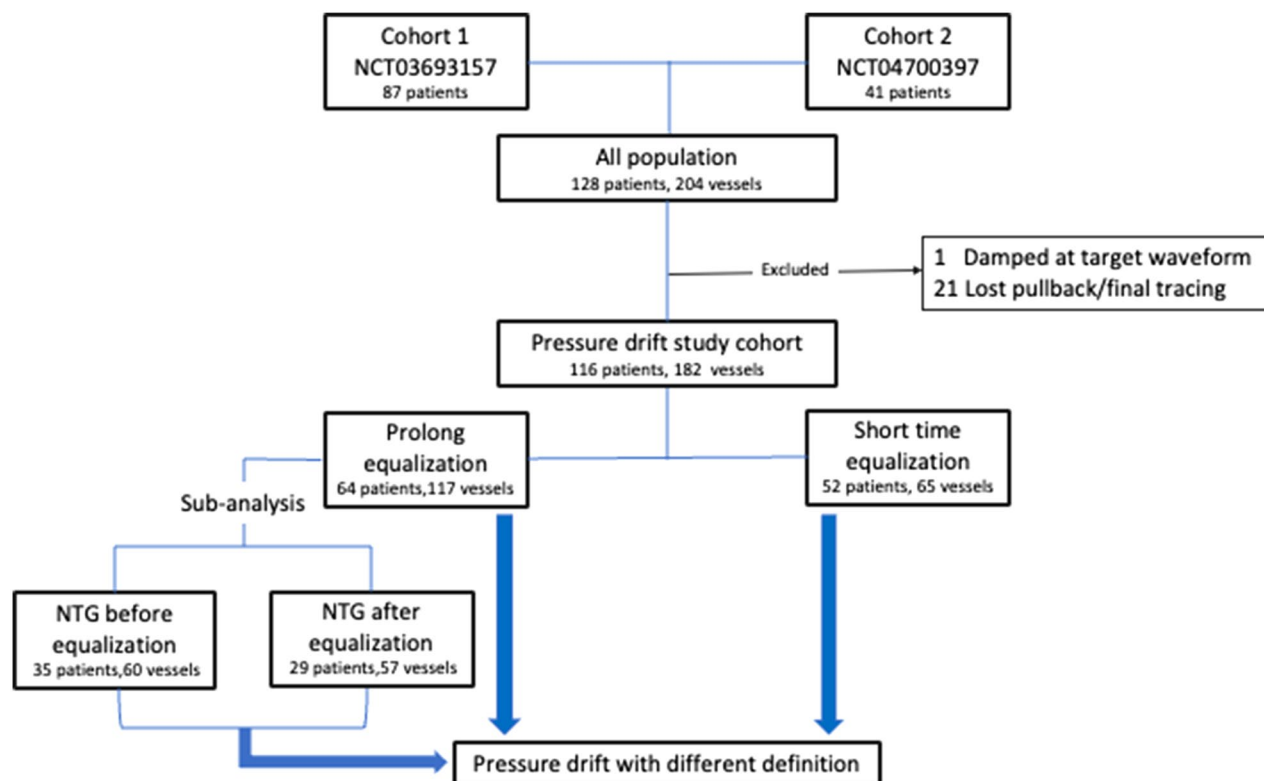 Cohort 1
NCT03693157
87 patients
Cohort 2
NCT04700397
41 patients
All population
128 patients, 204 vessels
Excluded
1 Damped at target waveform
21 Lost pullback/final tracing
Pressure drift study cohort
116 patients, 182 vessels
Prolong
equalization
64 patients,117 vessels
Short time
equalization
52 patients, 65 vessels
Sub-analysis
NTG before
equalization
35 patients,60 vessels
NTG after
equalization
29 patients,57 vessels
Pressure drift with different definition